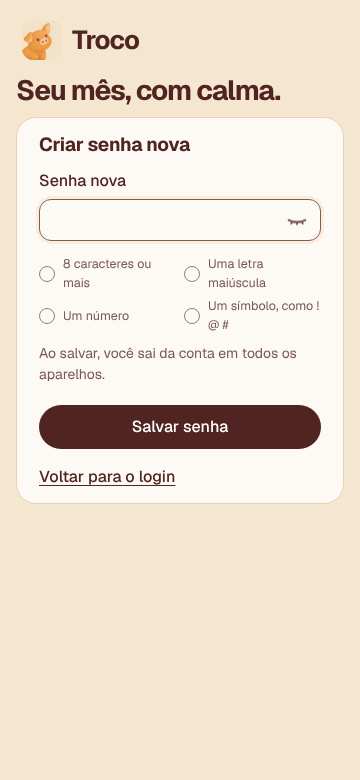 Troco
Seu mês, com calma.
Criar senha nova
Senha nova
8 caracteres ou
mais
Uma letra
maiúscula
Um número
Um símbolo, como !
@ #
Ao salvar, você sai da conta em todos os
aparelhos.
Salvar senha
Voltar para o login